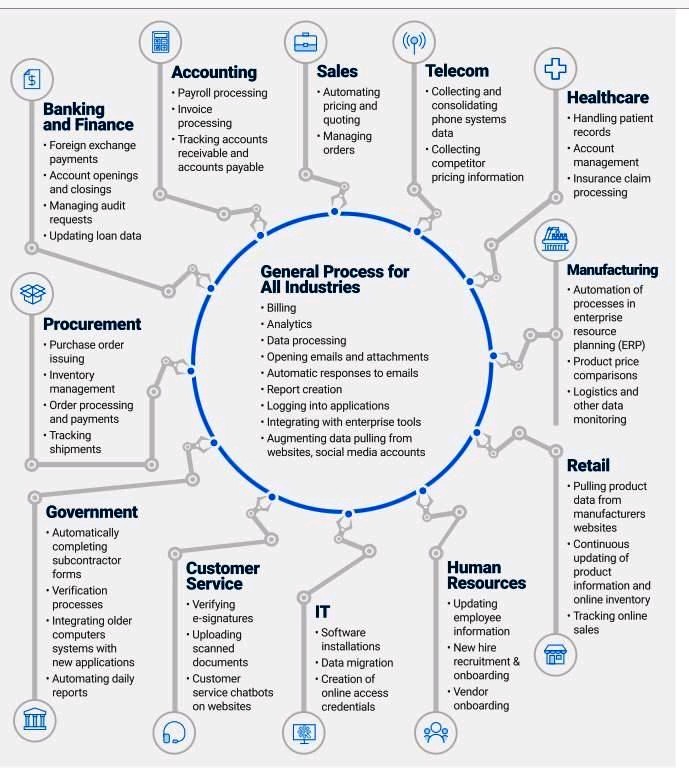 Accounting
• Payroll processing
• Invoice
processing
• Tracking accounts
receivable and
accounts payable
Sales
• Automating
pricing and
quoting
• Managing
orders
Telecom
• Collecting and
consolidating
phone systems
data
• Collecting
competitor
pricing information
Healthcare
• Handling patient
records
• Account
management
• Insurance claim
processing
Banking
and Finance
• Foreign exchange
payments
• Account openings
and closings
• Managing audit
requests
• Updating loan data
General Process for
All Industries
• Billing
• Analytics
• Data processing
• Opening emails and attachments
• Automatic responses to emails
• Report creation
• Logging into applications
• Integrating with enterprise tools
• Augmenting data pulling from
websites, social media accounts
Manufacturing
• Automation of
processes in
enterprise
resource
planning (ERP)
• Product price
comparisons
• Logistics and
other data
monitoring
Procurement
• Purchase order
issuing
• Inventory
management
• Order processing
and payments
• Tracking
shipments
Retail
• Pulling product
data from
manufacturers
websites
• Continuous
updating of
product
information and
online inventory
• Tracking online
sales
Government
• Automatically
completing
subcontractor
forms
• Verification
processes
• Integrating older
computers
systems with
new applications
• Automating daily
reports
Customer
Service
• Verifying
e-signatures
• Uploading
scanned
documents
• Customer
service chatbots
on websites
IT
• Software
installations
• Data migration
• Creation of
online access
credentials
Human
Resources
• Updating
employee
information
• New hire
recruitment &
onboarding
• Vendor
onboarding